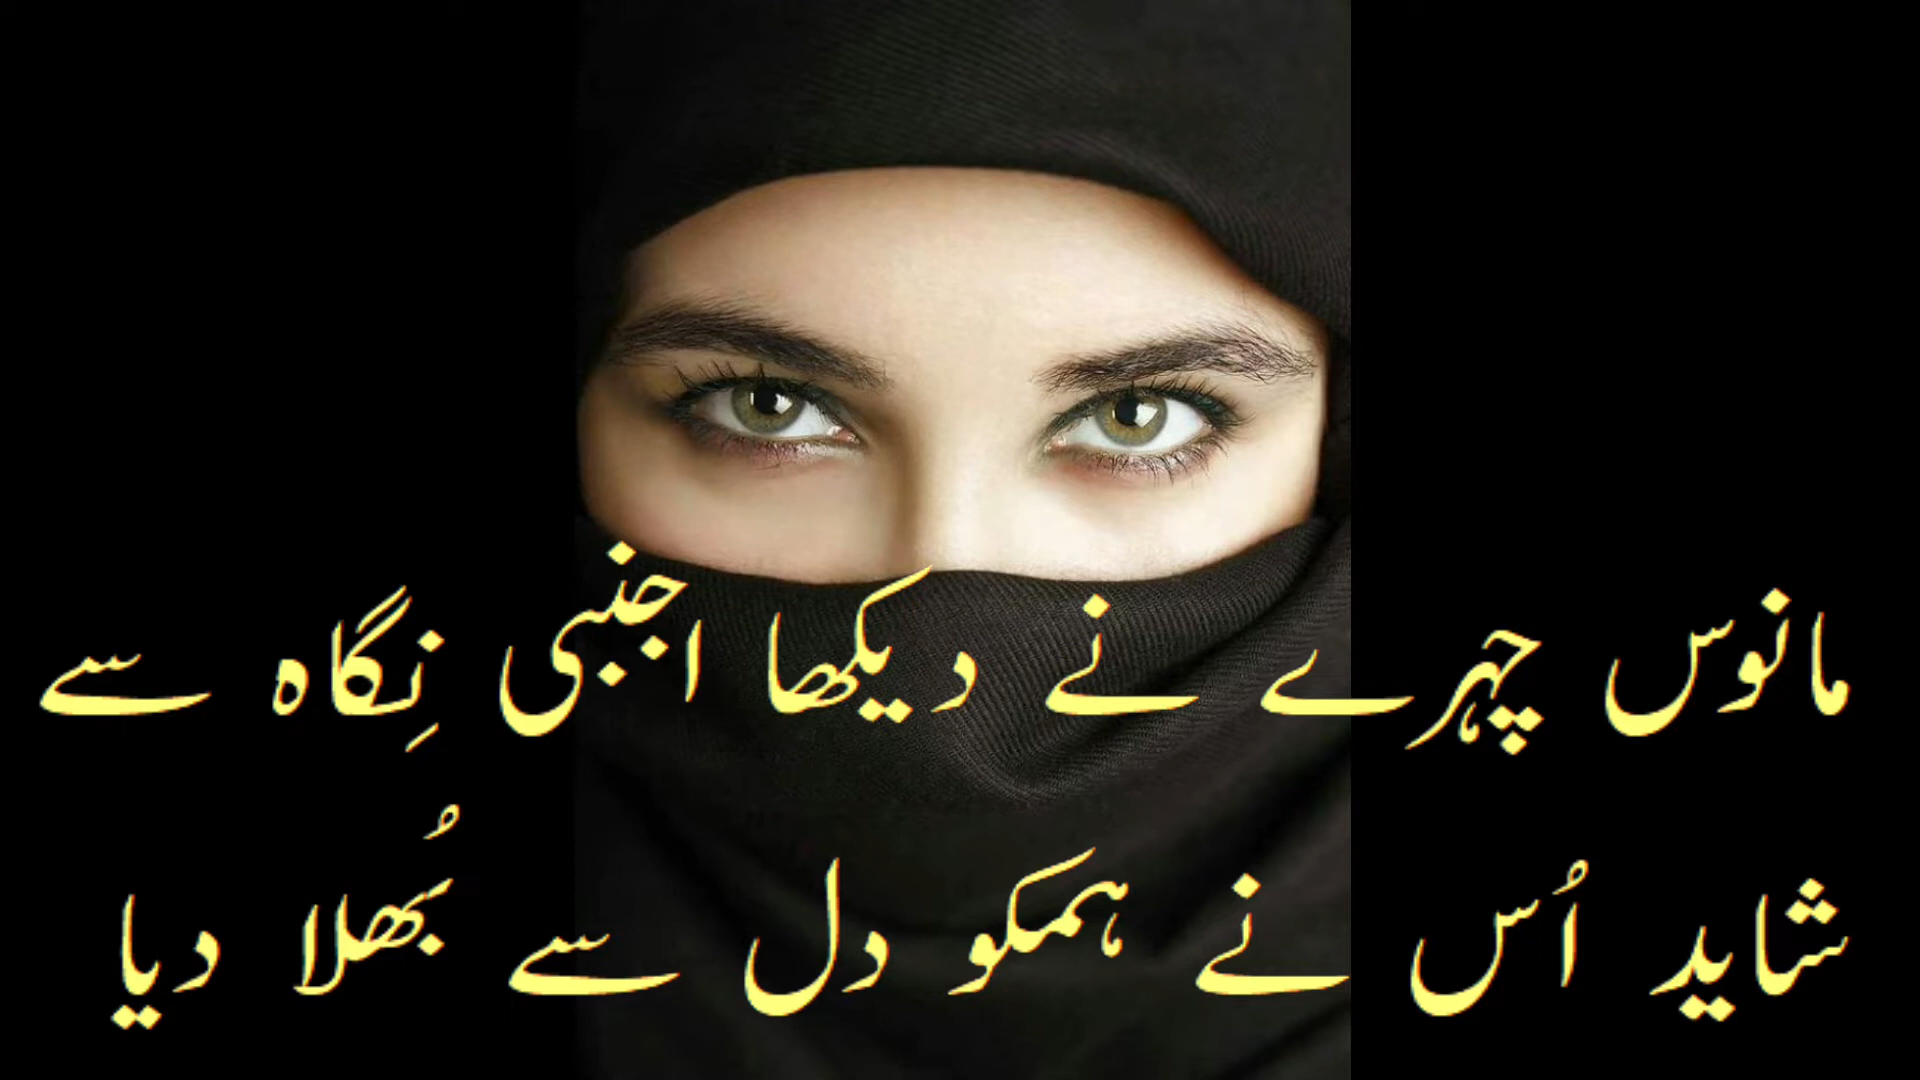 مانوس چہرے نے دیکھا اجنبی نِگاہ سے
شاید اُس نے ہمکو دل سے بُھلا دیا